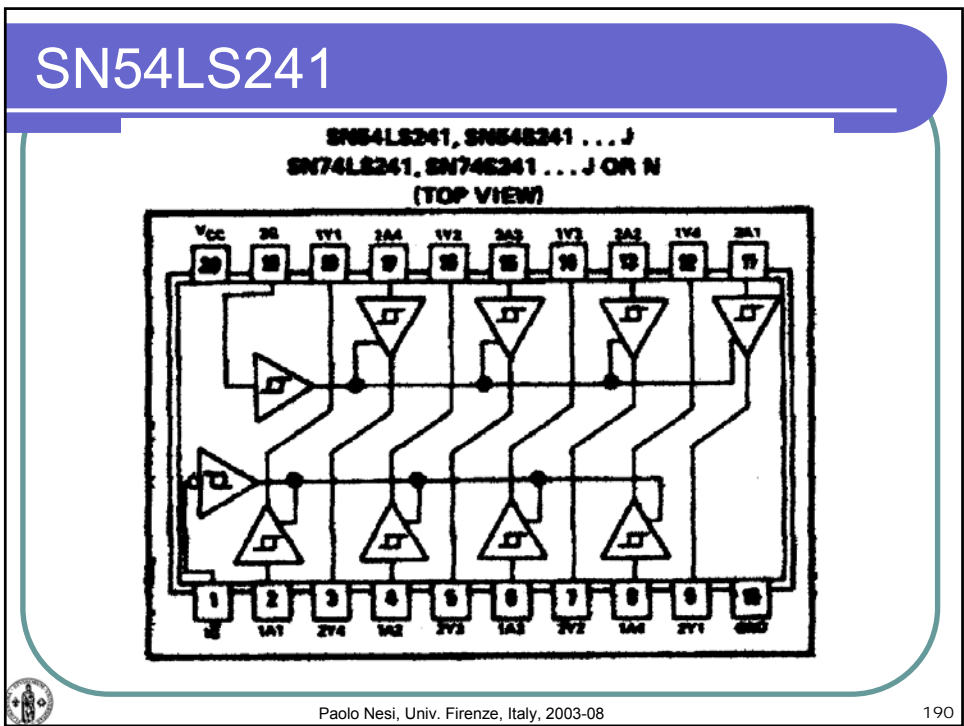 SN54LS241
SN54LS241, SN54S241 . . . J
SN74LS241, SN74S241 . . . J OR N
(TOP VIEW)
VCC 2G 1Y1 2A4 1Y2 2A3 1Y3 2A2 1Y4 2A1
20 19 18 17 16 15 14 13 12 11
1 2 3 4 5 6 7 8 9 10
1A1 2Y4 1A2 2Y3 1A3 2Y2 1A4 2Y1 GND
Paolo Nesi, Univ. Firenze, Italy, 2003-08
190